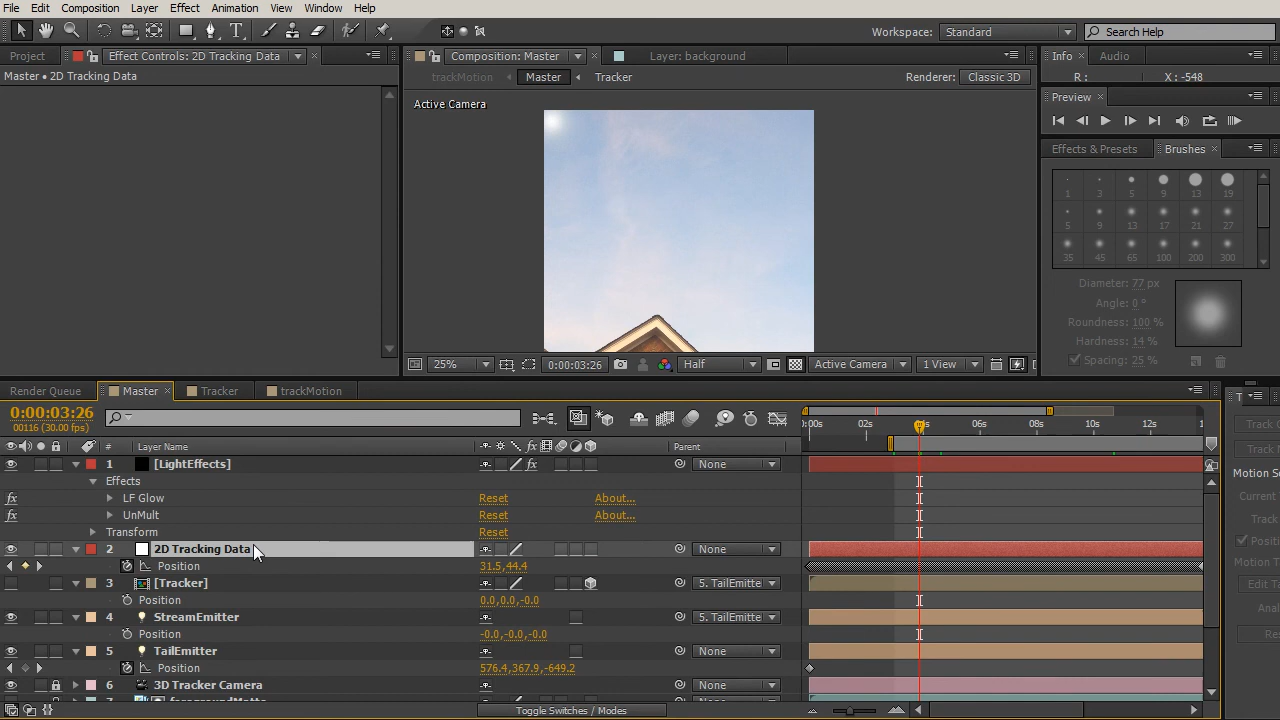 File Edit Composition Layer Effect Animation View Window Help
Workspace: Standard Search Help
Project Effect Controls: 2D Tracking Data Composition: Master Layer: background Info Audio
Master • 2D Tracking Data trackMotion Master Tracker Renderer: Classic 3D R : X : -548
Active Camera Preview
Effects & Presets Brushes
1 3 5 9 13 19
5 9 13 17 21 27
35 45 65 100 200 300
Diameter: 77 px
Angle: 0 °
Roundness: 100 %
Hardness: 14 %
Spacing: 25 %
25% 0:00:03:26 Half Active Camera 1 View
Render Queue Master Tracker trackMotion
0:00:03:26
00116 (30.00 fps)
):00s 02s 04s 06s 08s 10s 12s
# Layer Name Parent
1 [LightEffects] None
Effects
fx LF Glow Reset About...
fx UnMult Reset About...
Transform Reset
2 2D Tracking Data None
Position 31.5,44.4
3 [Tracker] 5. TailEmitte
Position 0.0,0.0,-0.0
4 StreamEmitter 5. TailEmitte
Position -0.0,-0.0,-0.0
5 TailEmitter None
Position 576.4,367.9,-649.2
6 3D Tracker Camera None
Toggle Switches / Modes
Track
Track
Motion S
Current
Track
Positi
Motion T
Edit T
Anal
Re